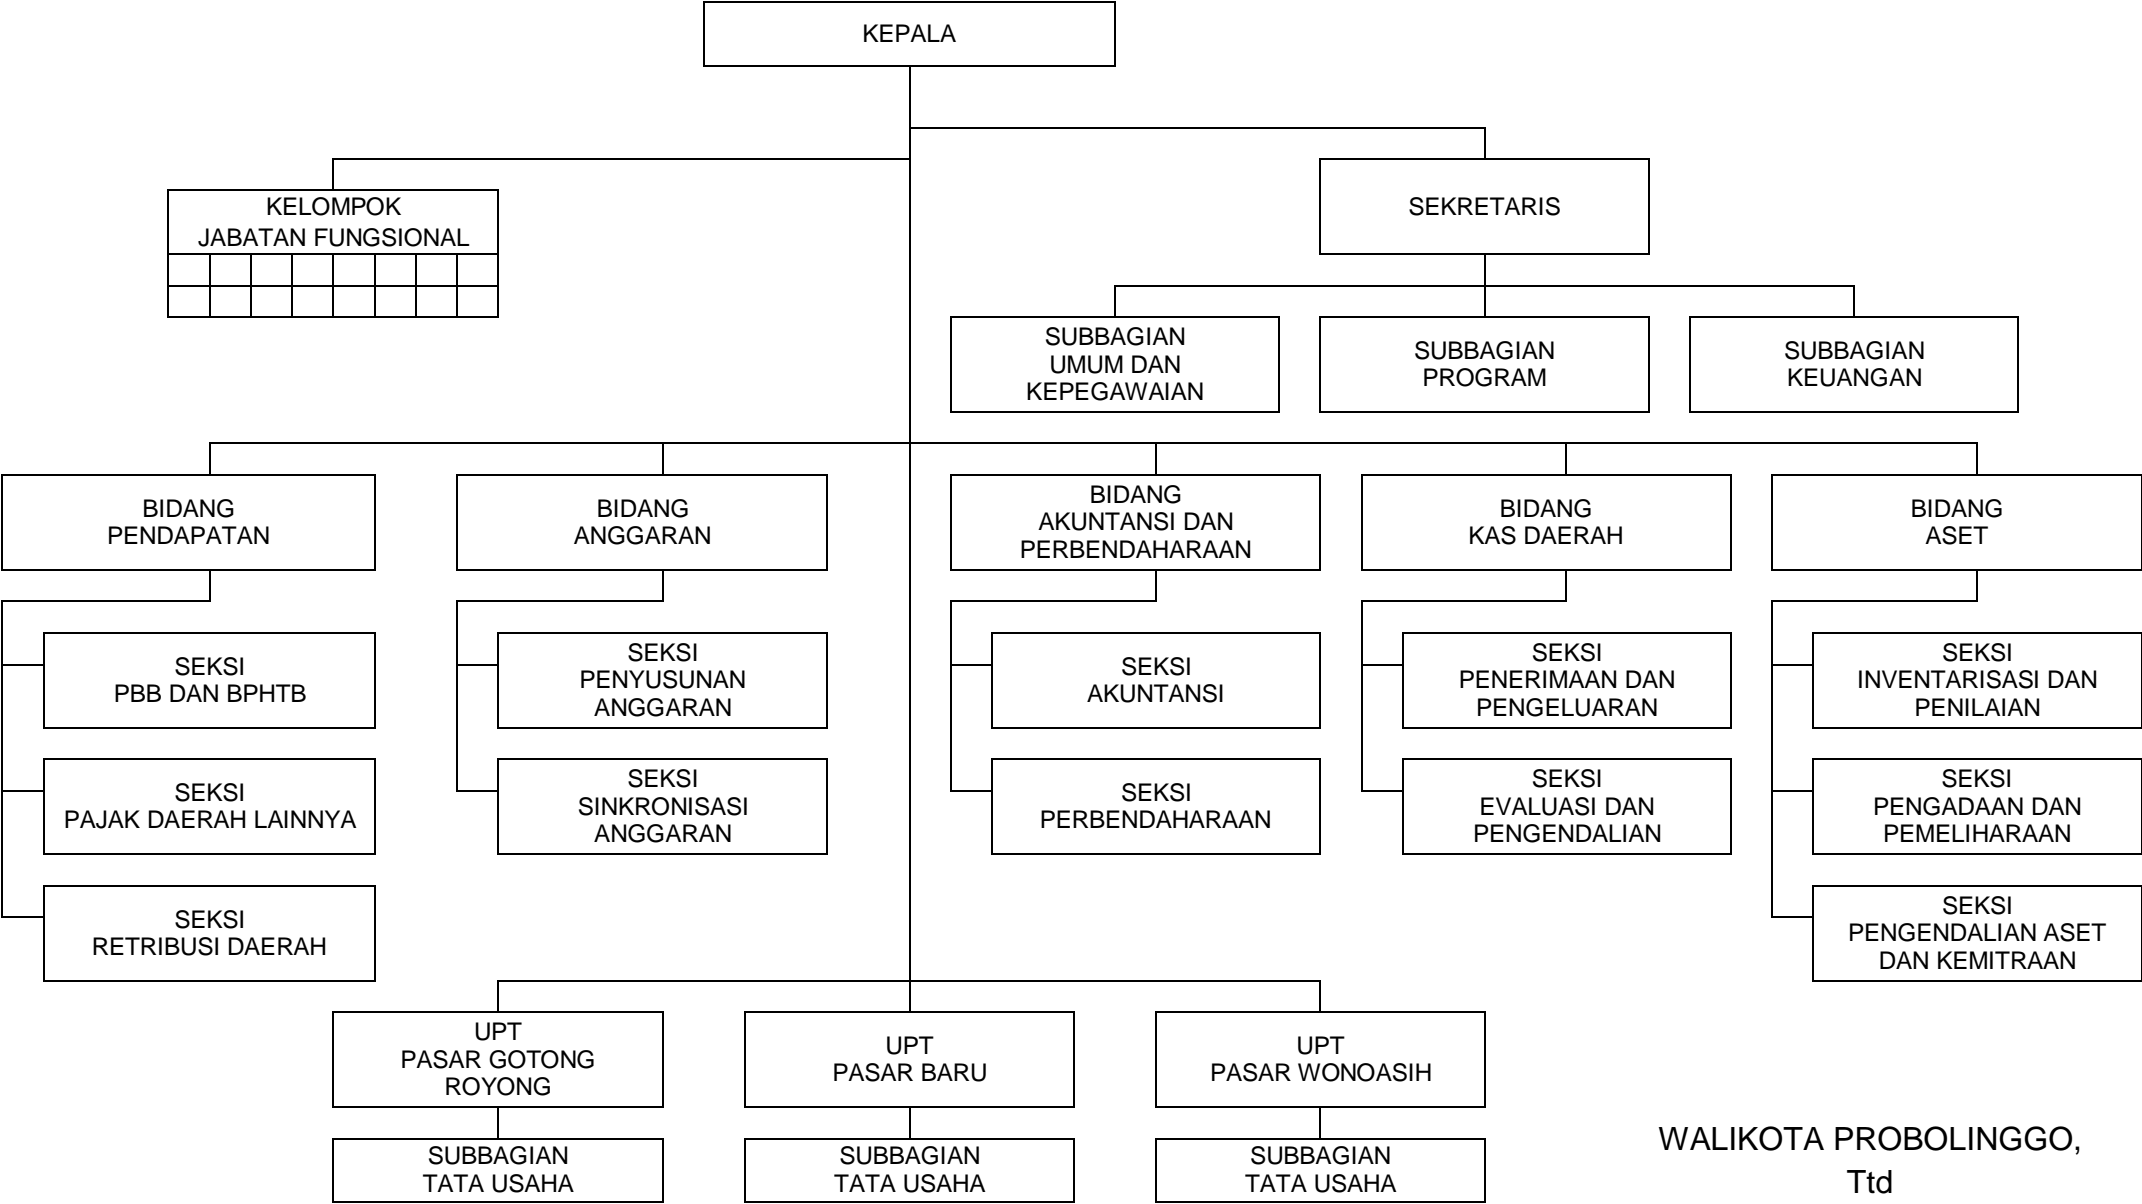 KEPALA
KELOMPOK
JABATAN FUNGSIONAL
SEKRETARIS
SUBBAGIAN
UMUM DAN
KEPEGAWAIAN
SUBBAGIAN
PROGRAM
SUBBAGIAN
KEUANGAN
BIDANG
PENDAPATAN
BIDANG
ANGGARAN
BIDANG
AKUNTANSI DAN
PERBENDAHARAAN
BIDANG
KAS DAERAH
BIDANG
ASET
SEKSI
PBB DAN BPHTB
SEKSI
PENYUSUNAN
ANGGARAN
SEKSI
AKUNTANSI
SEKSI
PENERIMAAN DAN
PENGELUARAN
SEKSI
INVENTARISASI DAN
PENILAIAN
SEKSI
PAJAK DAERAH LAINNYA
SEKSI
SINKRONISASI
ANGGARAN
SEKSI
PERBENDAHARAAN
SEKSI
EVALUASI DAN
PENGENDALIAN
SEKSI
PENGADAAN DAN
PEMELIHARAAN
SEKSI
RETRIBUSI DAERAH
SEKSI
PENGENDALIAN ASET
DAN KEMITRAAN
UPT
PASAR GOTONG
ROYONG
UPT
PASAR BARU
UPT
PASAR WONOASIH
SUBBAGIAN
TATA USAHA
SUBBAGIAN
TATA USAHA
SUBBAGIAN
TATA USAHA
WALIKOTA PROBOLINGGO,
Ttd